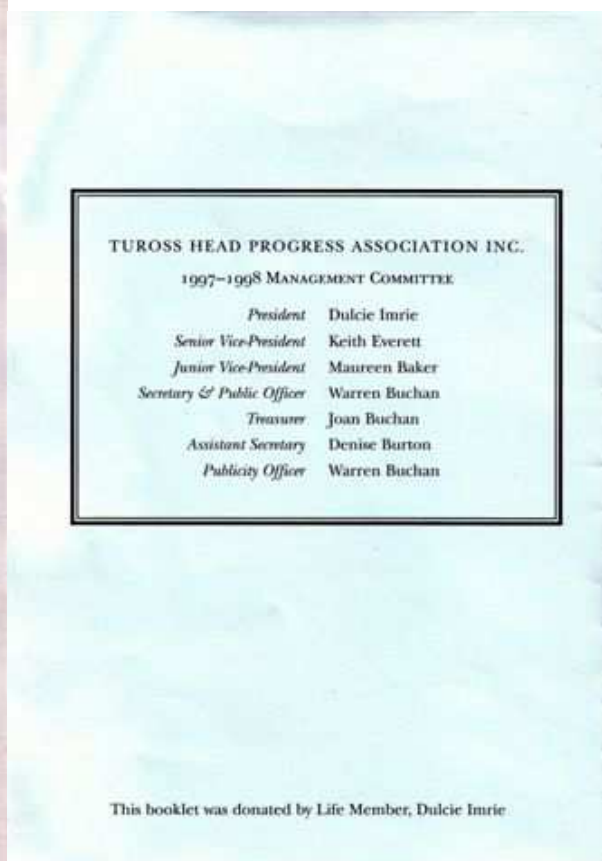 TUROSS HEAD PROGRESS ASSOCIATION INC.
1997–1998 MANAGEMENT COMMITTEE
President Dulcie Imrie
Senior Vice-President Keith Everett
Junior Vice-President Maureen Baker
Secretary & Public Officer Warren Buchan
Treasurer Joan Buchan
Assistant Secretary Denise Burton
Publicity Officer Warren Buchan
This booklet was donated by Life Member, Dulcie Imrie